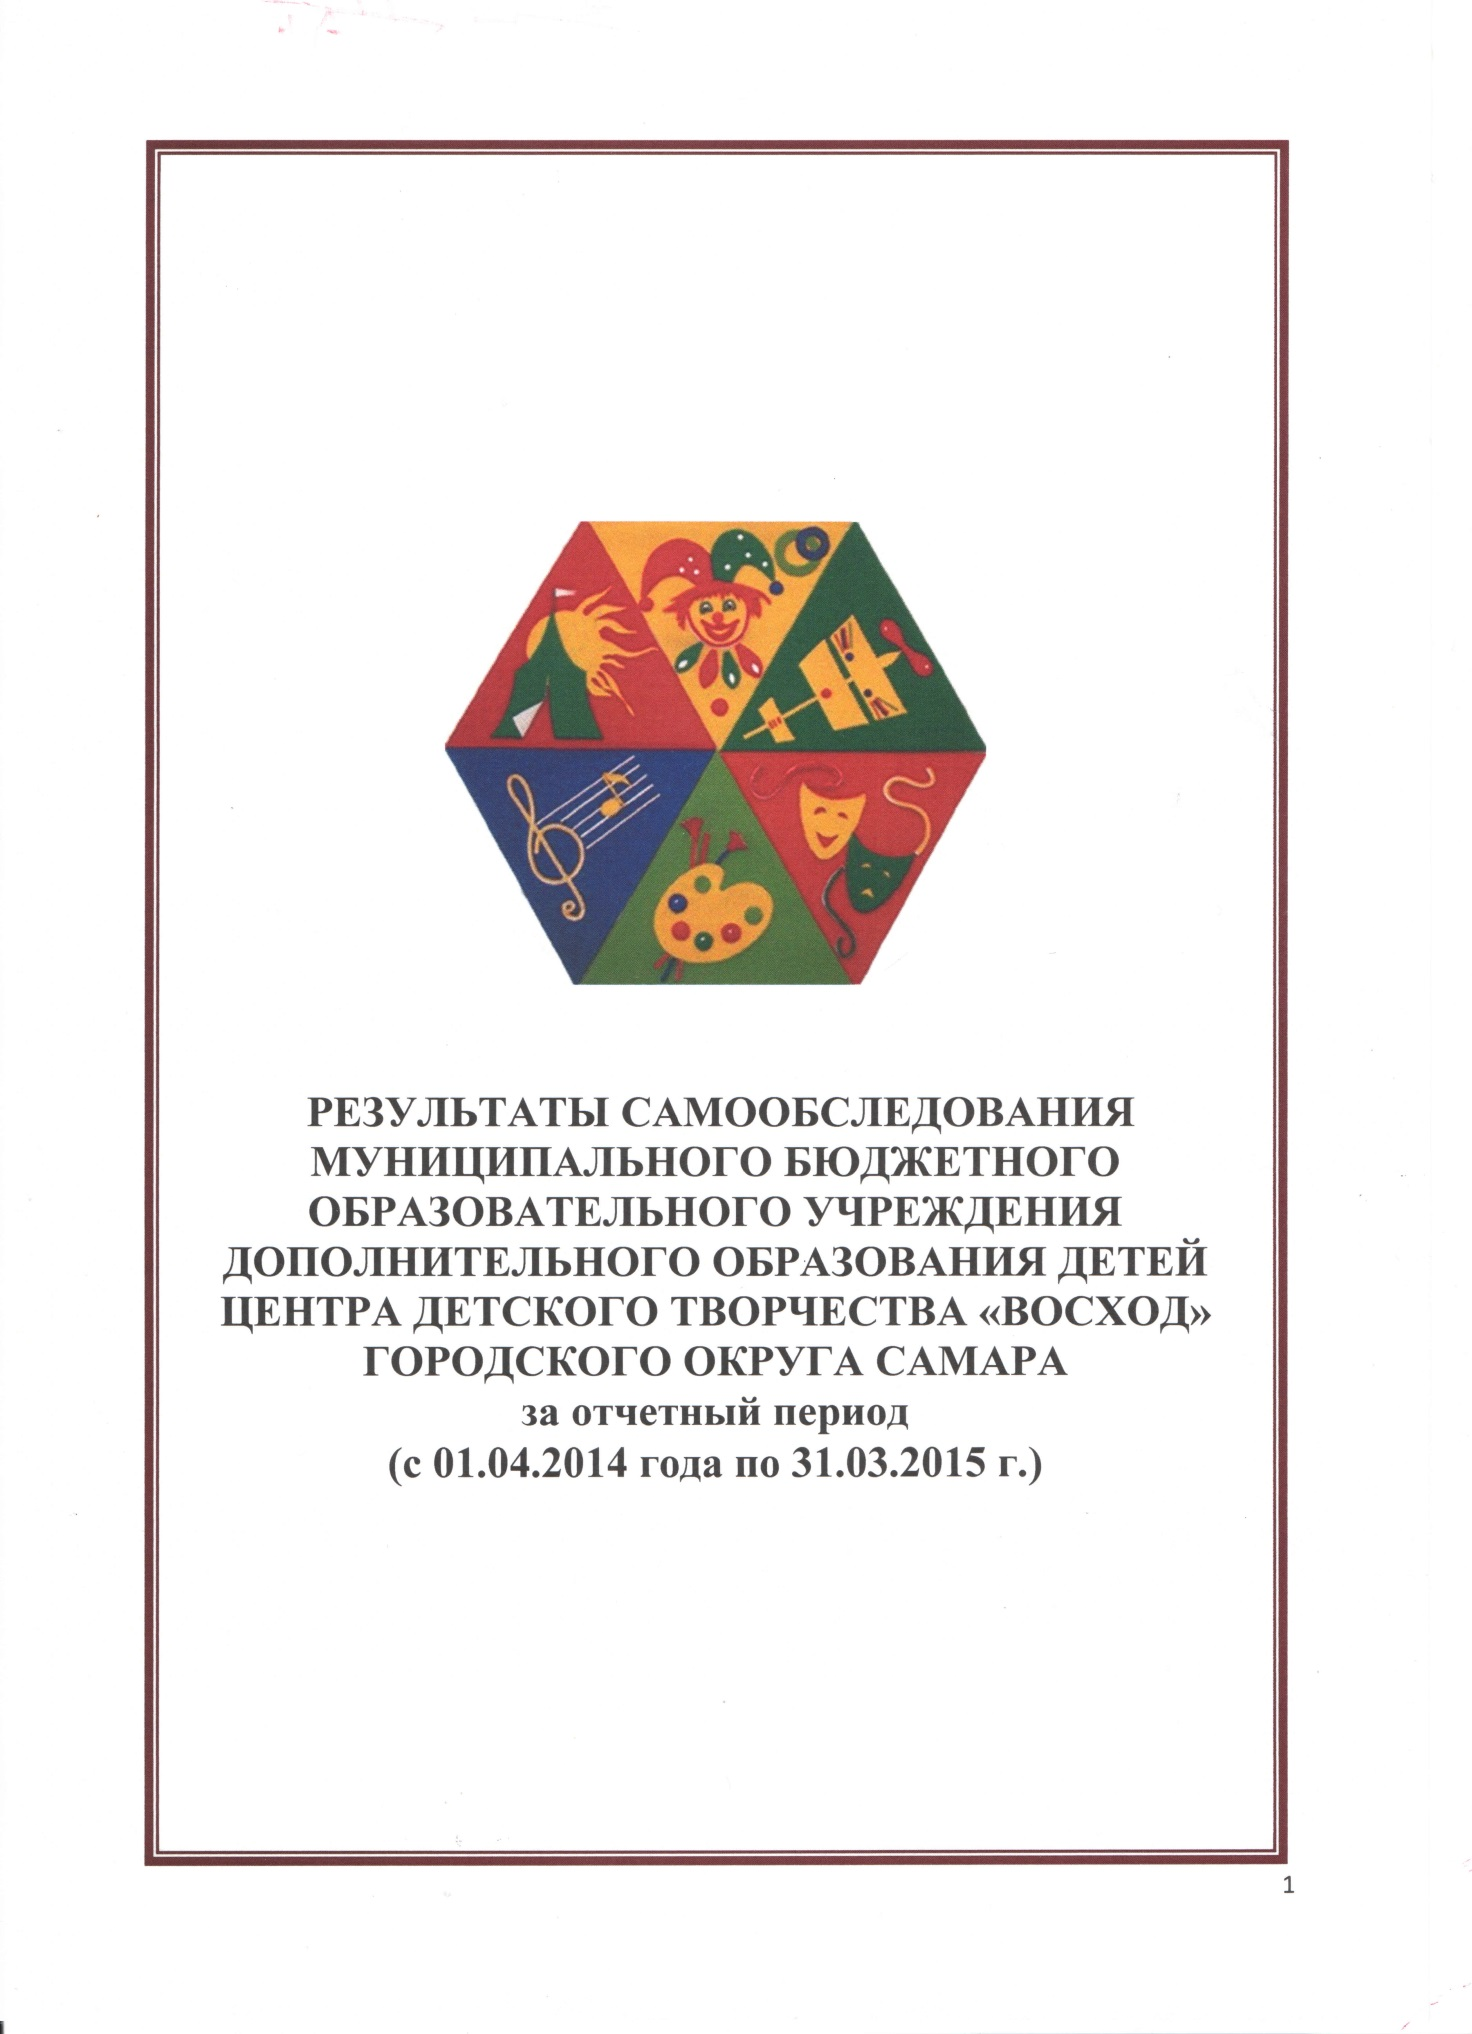 РЕЗУЛЬТАТЫ САМООБСЛЕДОВАНИЯ
МУНИЦИПАЛЬНОГО БЮДЖЕТНОГО
ОБРАЗОВАТЕЛЬНОГО УЧРЕЖДЕНИЯ
ДОПОЛНИТЕЛЬНОГО ОБРАЗОВАНИЯ ДЕТЕЙ
ЦЕНТРА ДЕТСКОГО ТВОРЧЕСТВА «ВОСХОД»
ГОРОДСКОГО ОКРУГА САМАРА
за отчетный период
(с 01.04.2014 года по 31.03.2015 г.)
1